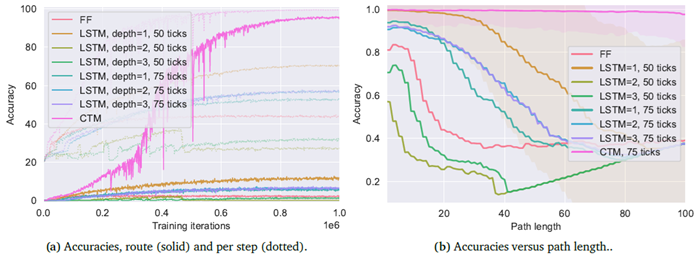 100
80
60
40
20
0
Accuracy
FF
LSTM, depth=1, 50 ticks
LSTM, depth=2, 50 ticks
LSTM, depth=3, 50 ticks
LSTM, depth=1, 75 ticks
LSTM, depth=2, 75 ticks
LSTM, depth=3, 75 ticks
CTM
0.0 0.2 0.4 0.6 0.8 1.0
1e6
Training iterations
(a) Accuracies, route (solid) and per step (dotted).
1.0
0.8
0.6
0.4
0.2
Accuracy
FF
LSTM=1, 50 ticks
LSTM=2, 50 ticks
LSTM=3, 50 ticks
LSTM=1, 75 ticks
LSTM=2, 75 ticks
LSTM=3, 75 ticks
CTM, 75 ticks
20 40 60 80 100
Path length
(b) Accuracies versus path length..